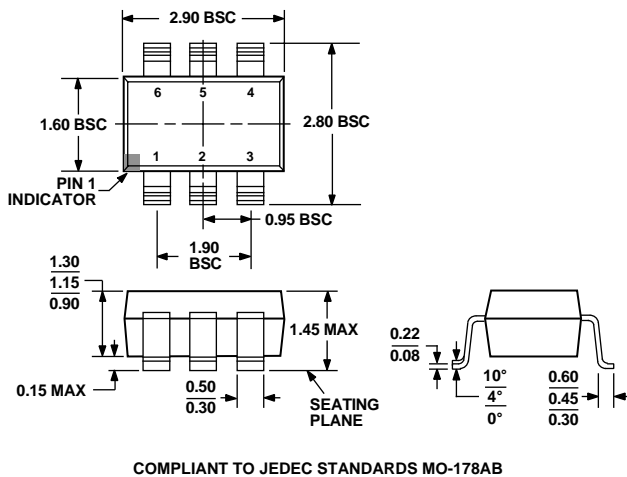 2.90 BSC
6 5 4
1.60 BSC
2.80 BSC
1 2 3
PIN 1
INDICATOR
0.95 BSC
1.90
BSC
1.30
1.15
0.90
1.45 MAX
0.15 MAX
0.50
0.30
SEATING
PLANE
0.22
0.08
10°
4°
0°
0.60
0.45
0.30
COMPLIANT TO JEDEC STANDARDS MO-178AB